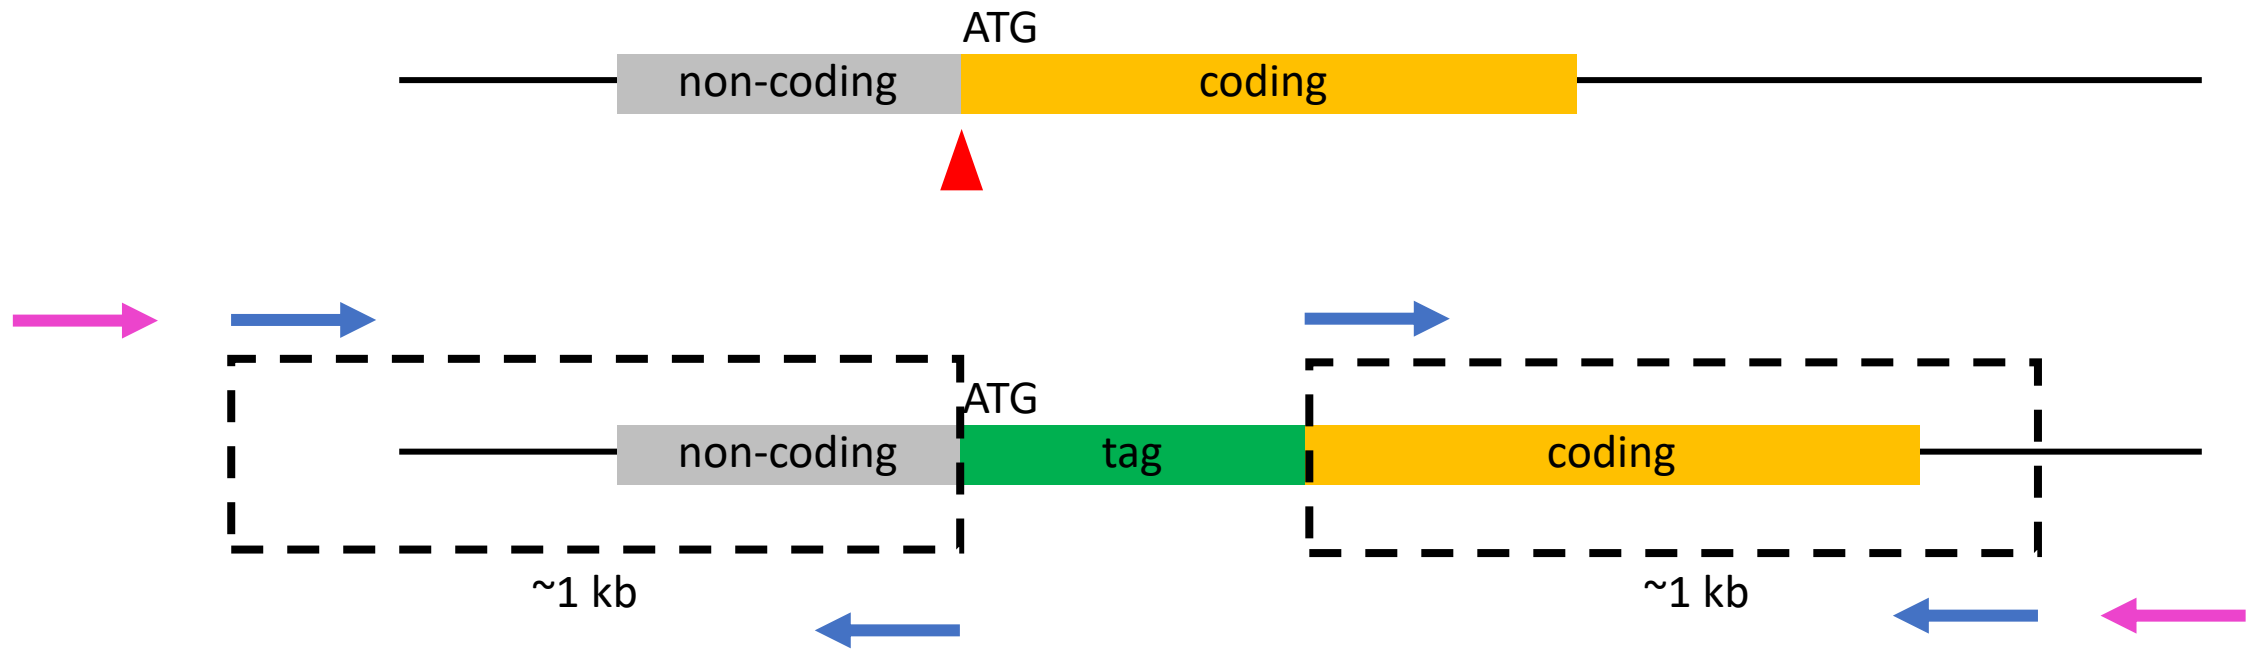 ATG
non-coding coding
ATG
non-coding tag coding
~1 kb ~1 kb